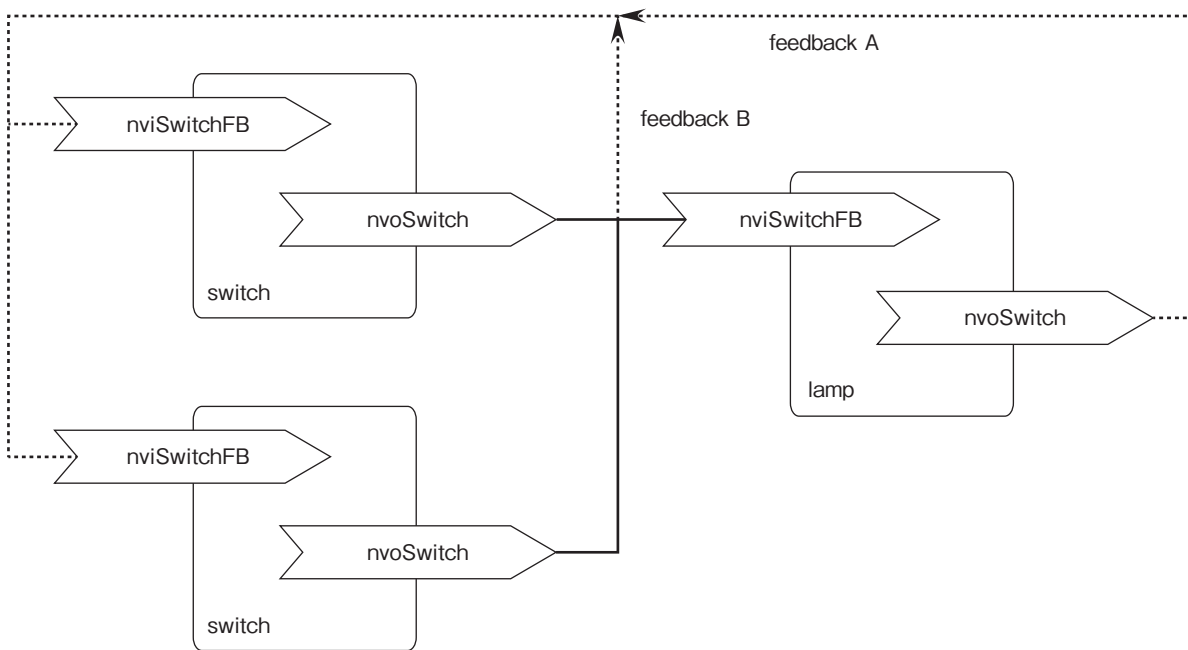 feedback A
nviSwitchFB
feedback B
nvoSwitch
nviSwitchFB
switch
nvoSwitch
lamp
nviSwitchFB
nvoSwitch
switch